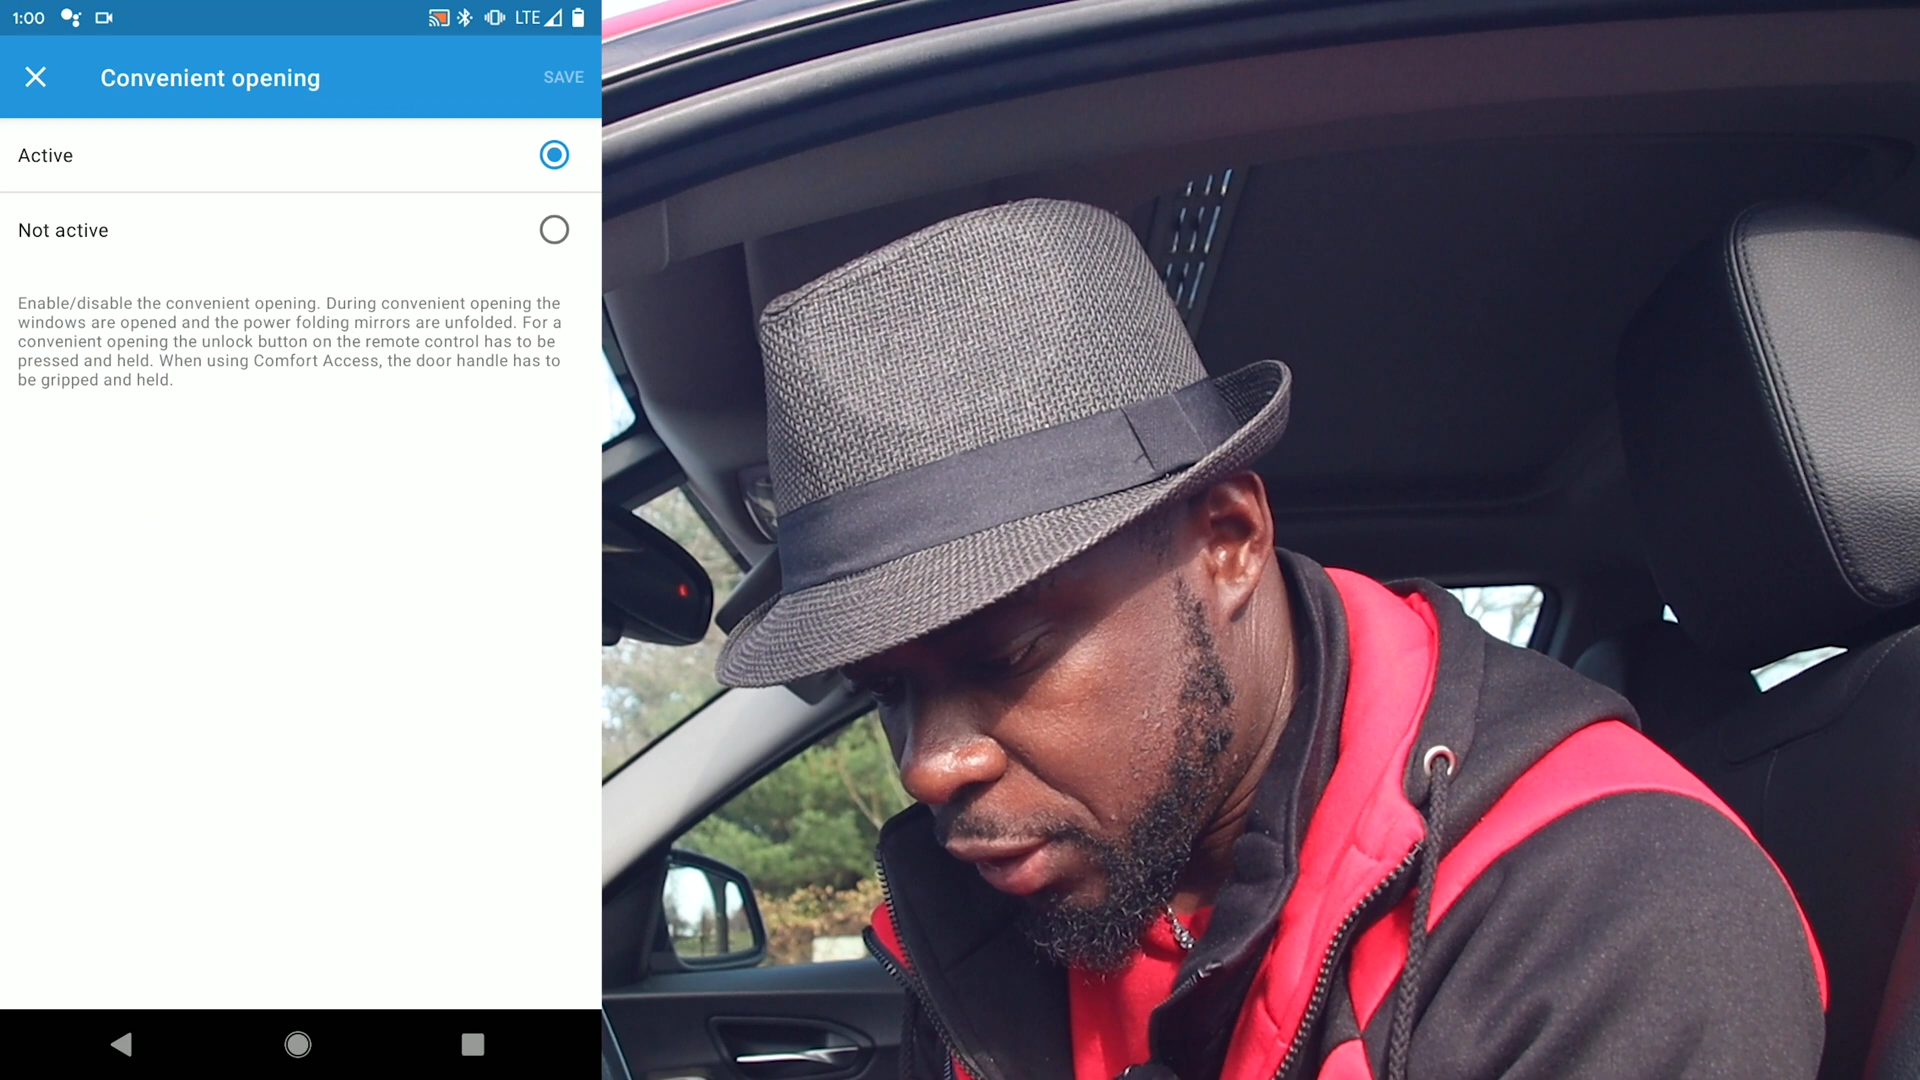 1:00 LTE
Convenient opening SAVE
Active
Not active
Enable/disable the convenient opening. During convenient opening the
windows are opened and the power folding mirrors are unfolded. For a
convenient opening the unlock button on the remote control has to be
pressed and held. When using Comfort Access, the door handle has to
be gripped and held.